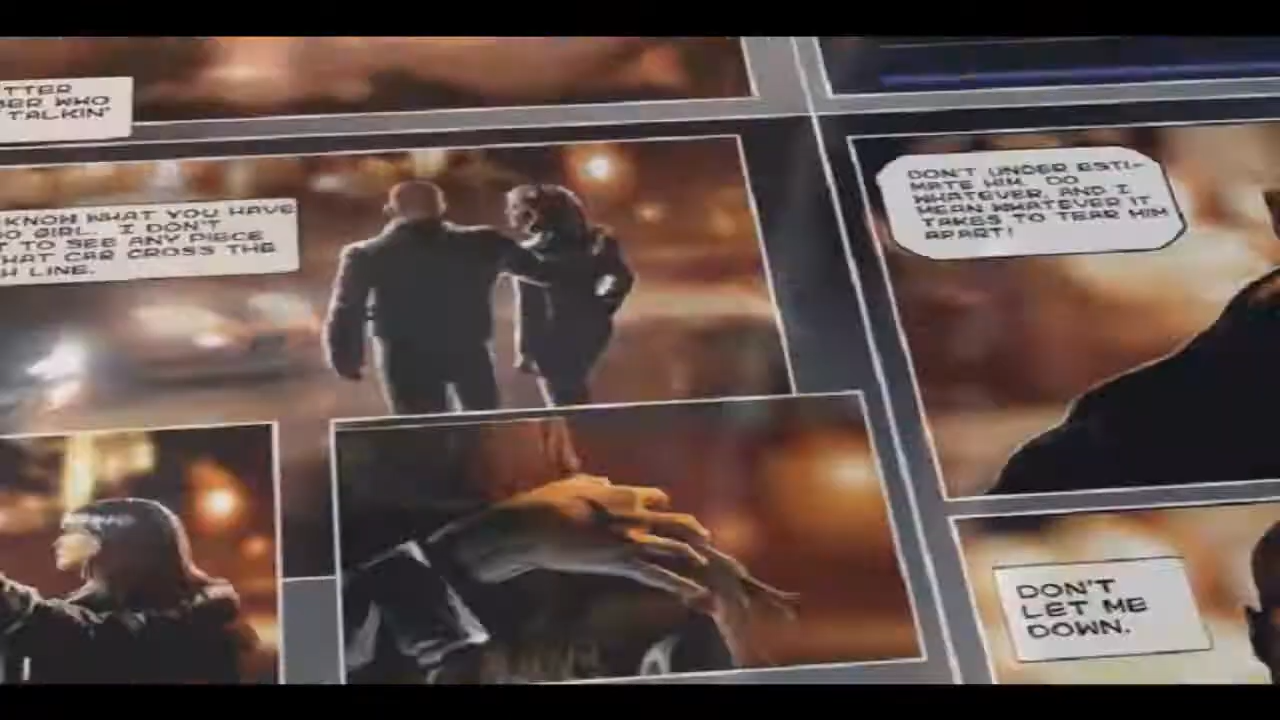 TTER
BER WHO
TALKIN'
KNOW WHAT YOU HAVE
DO GIRL. I DON'T
T TO SEE ANY PIECE
HAT CAR CROSS THE
H LINE.
DON'T UNDER ESTI-
MATE HIM. DO
WHATEVER, AND I
MEAN WHATEVER IT
TAKES TO TEAR HIM
APART!
DON'T
LET ME
DOWN.